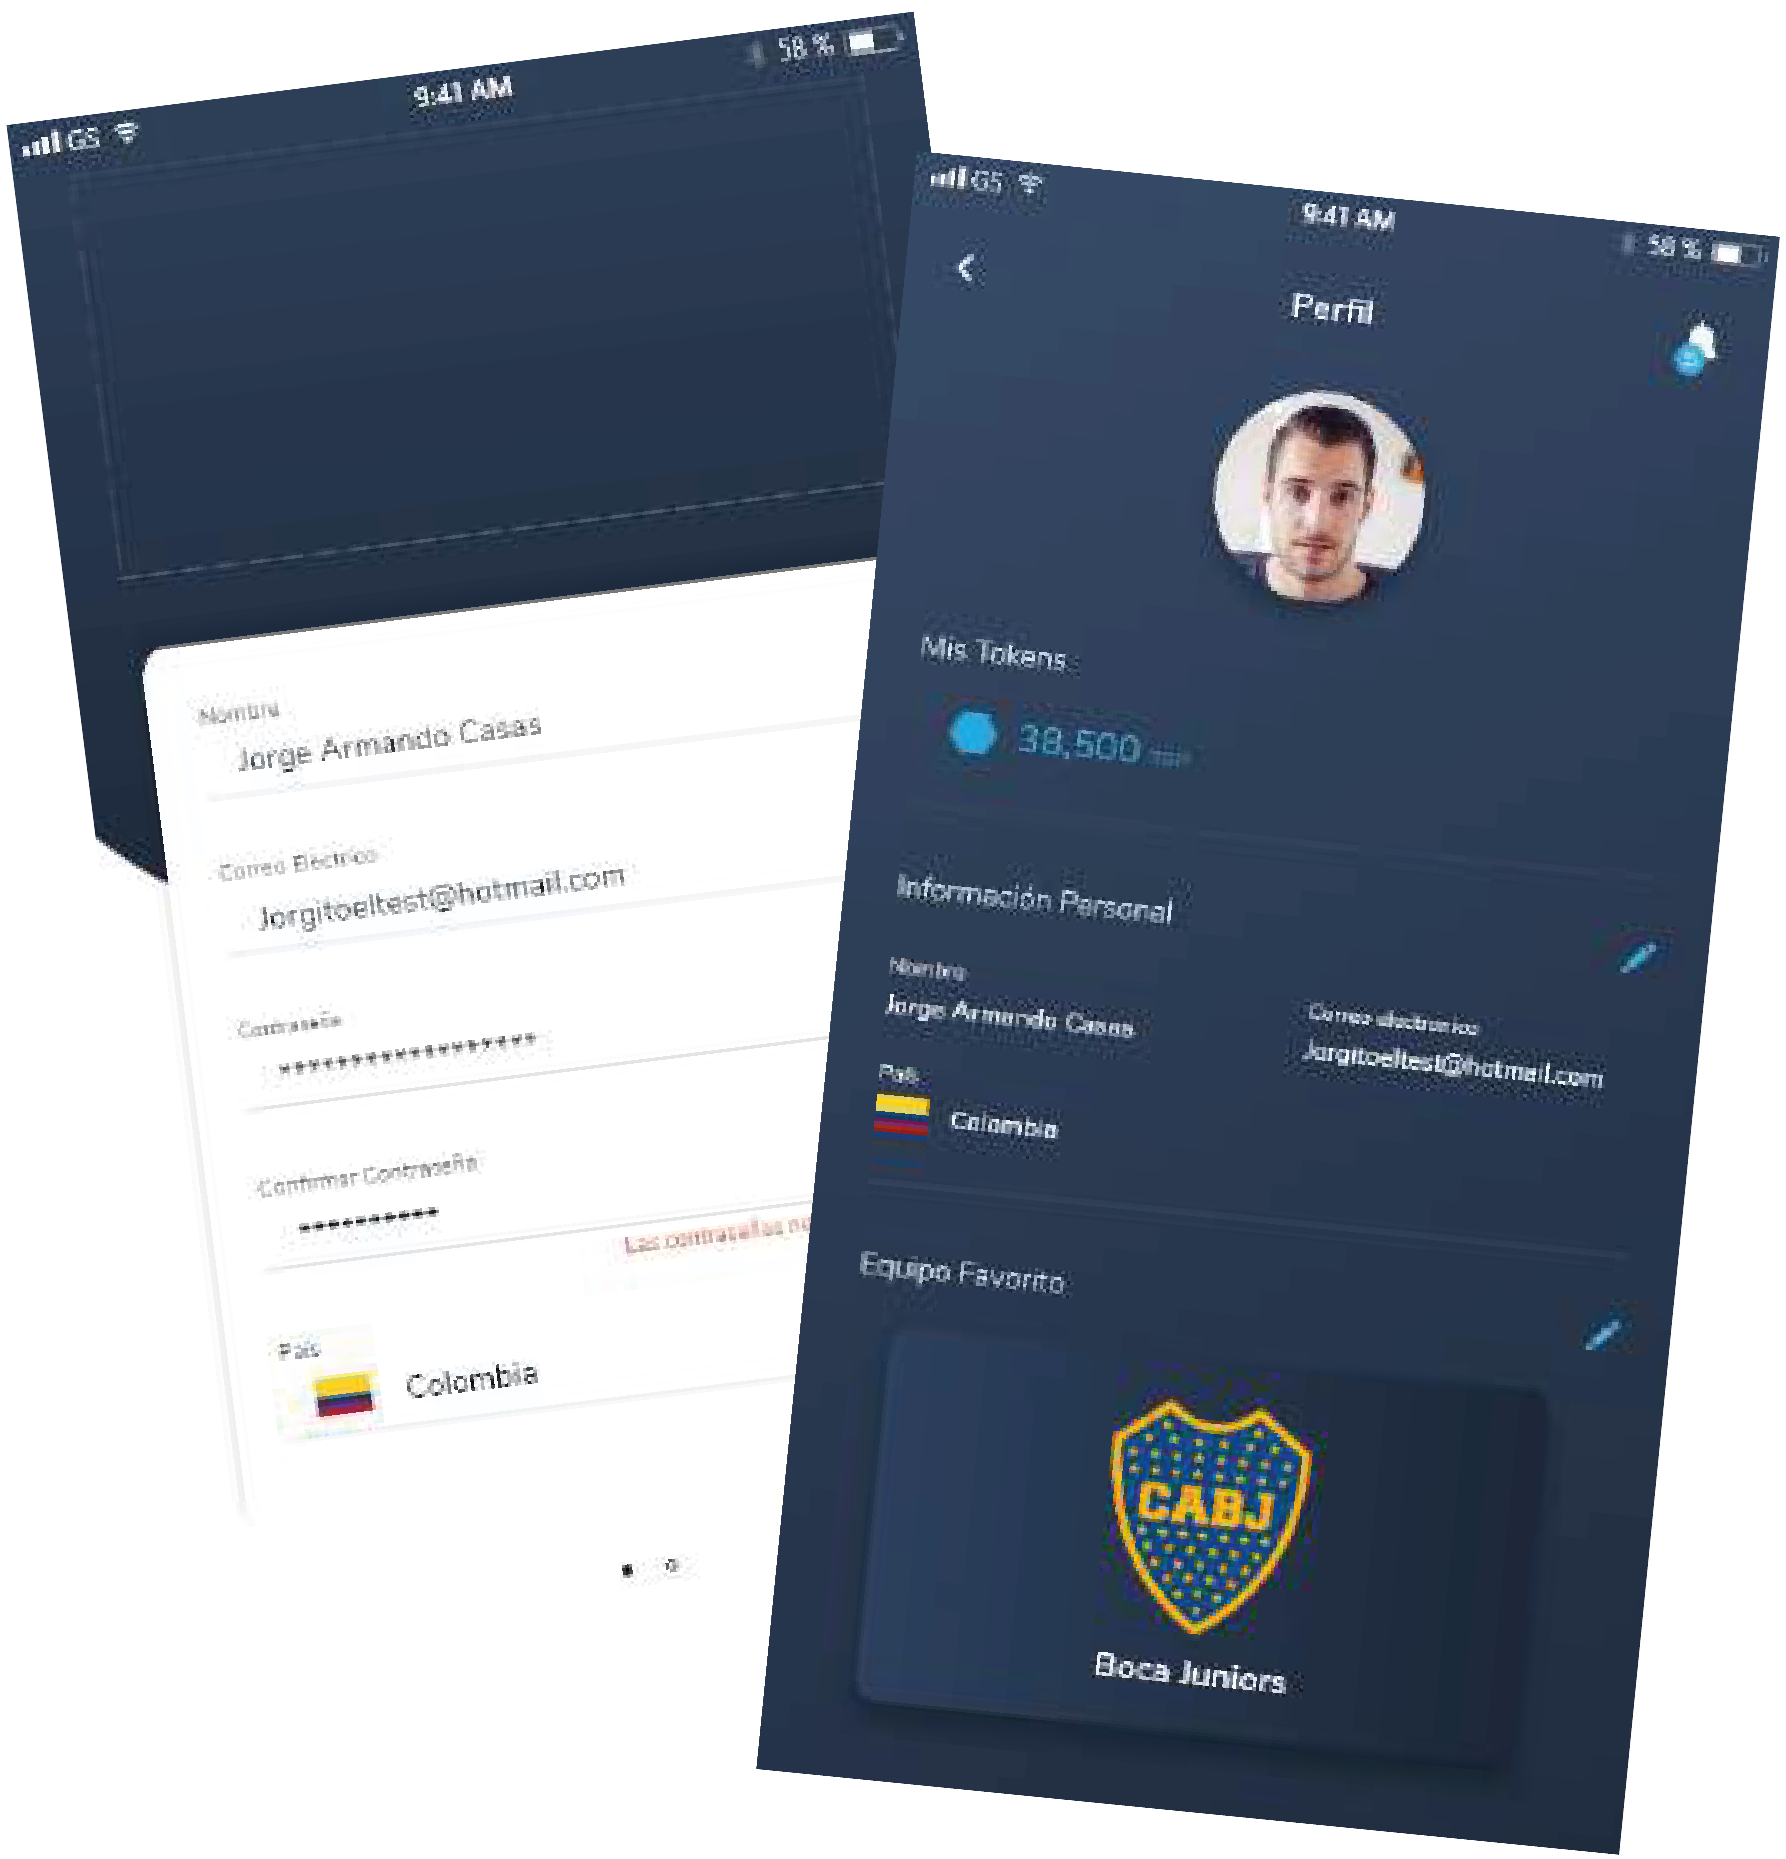 GS
9:41 AM
58 %
Nombre
Jorge Armando Casas
Correo Electrico
Jorgitoeltest@hotmail.com
Contraseña
******************
Confirmar Contraseña
**********
Las contraseñas no
País
Colombia
GS
9:41 AM
58 %
Perfil
Mis Tokens
38,500
Información Personal
Nombre
Jorge Armando Casas
Correo electronico
Jorgitoeltest@hotmail.com
País
Colombia
Equipo Favorito
CABJ
Boca Juniors